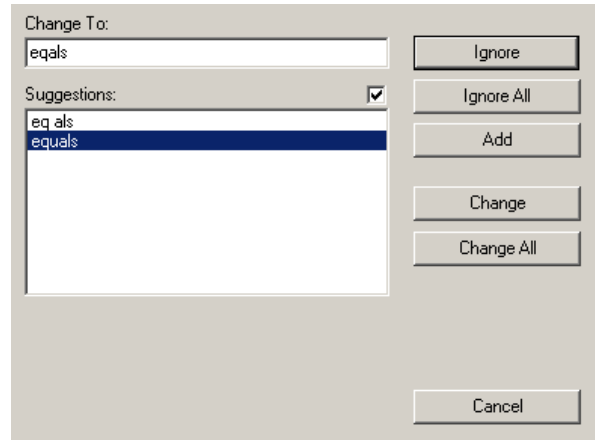 Change To:
eqals
Suggestions:
eq als
equals
Ignore
Ignore All
Add
Change
Change All
Cancel